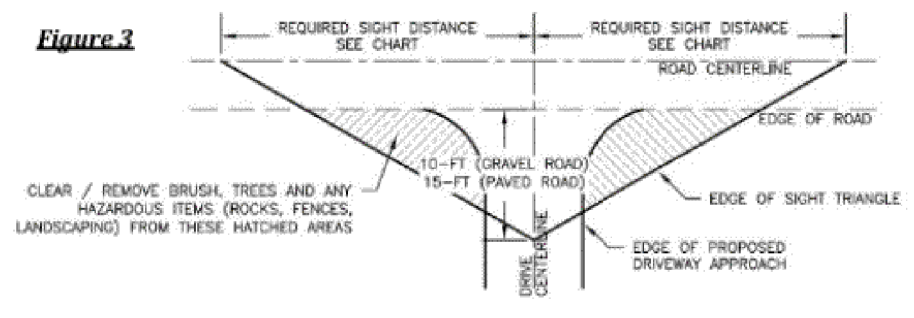 Figure 3
REQUIRED SIGHT DISTANCE
SEE CHART
REQUIRED SIGHT DISTANCE
SEE CHART
ROAD CENTERLINE
EDGE OF ROAD
10-FT (GRAVEL ROAD)
15-FT (PAVED ROAD)
CLEAR / REMOVE BRUSH, TREES AND ANY
HAZARDOUS ITEMS (ROCKS, FENCES,
LANDSCAPING) FROM THESE HATCHED AREAS
EDGE OF SIGHT TRIANGLE
EDGE OF PROPOSED
DRIVEWAY APPROACH
DRIVE
CENTERLINE